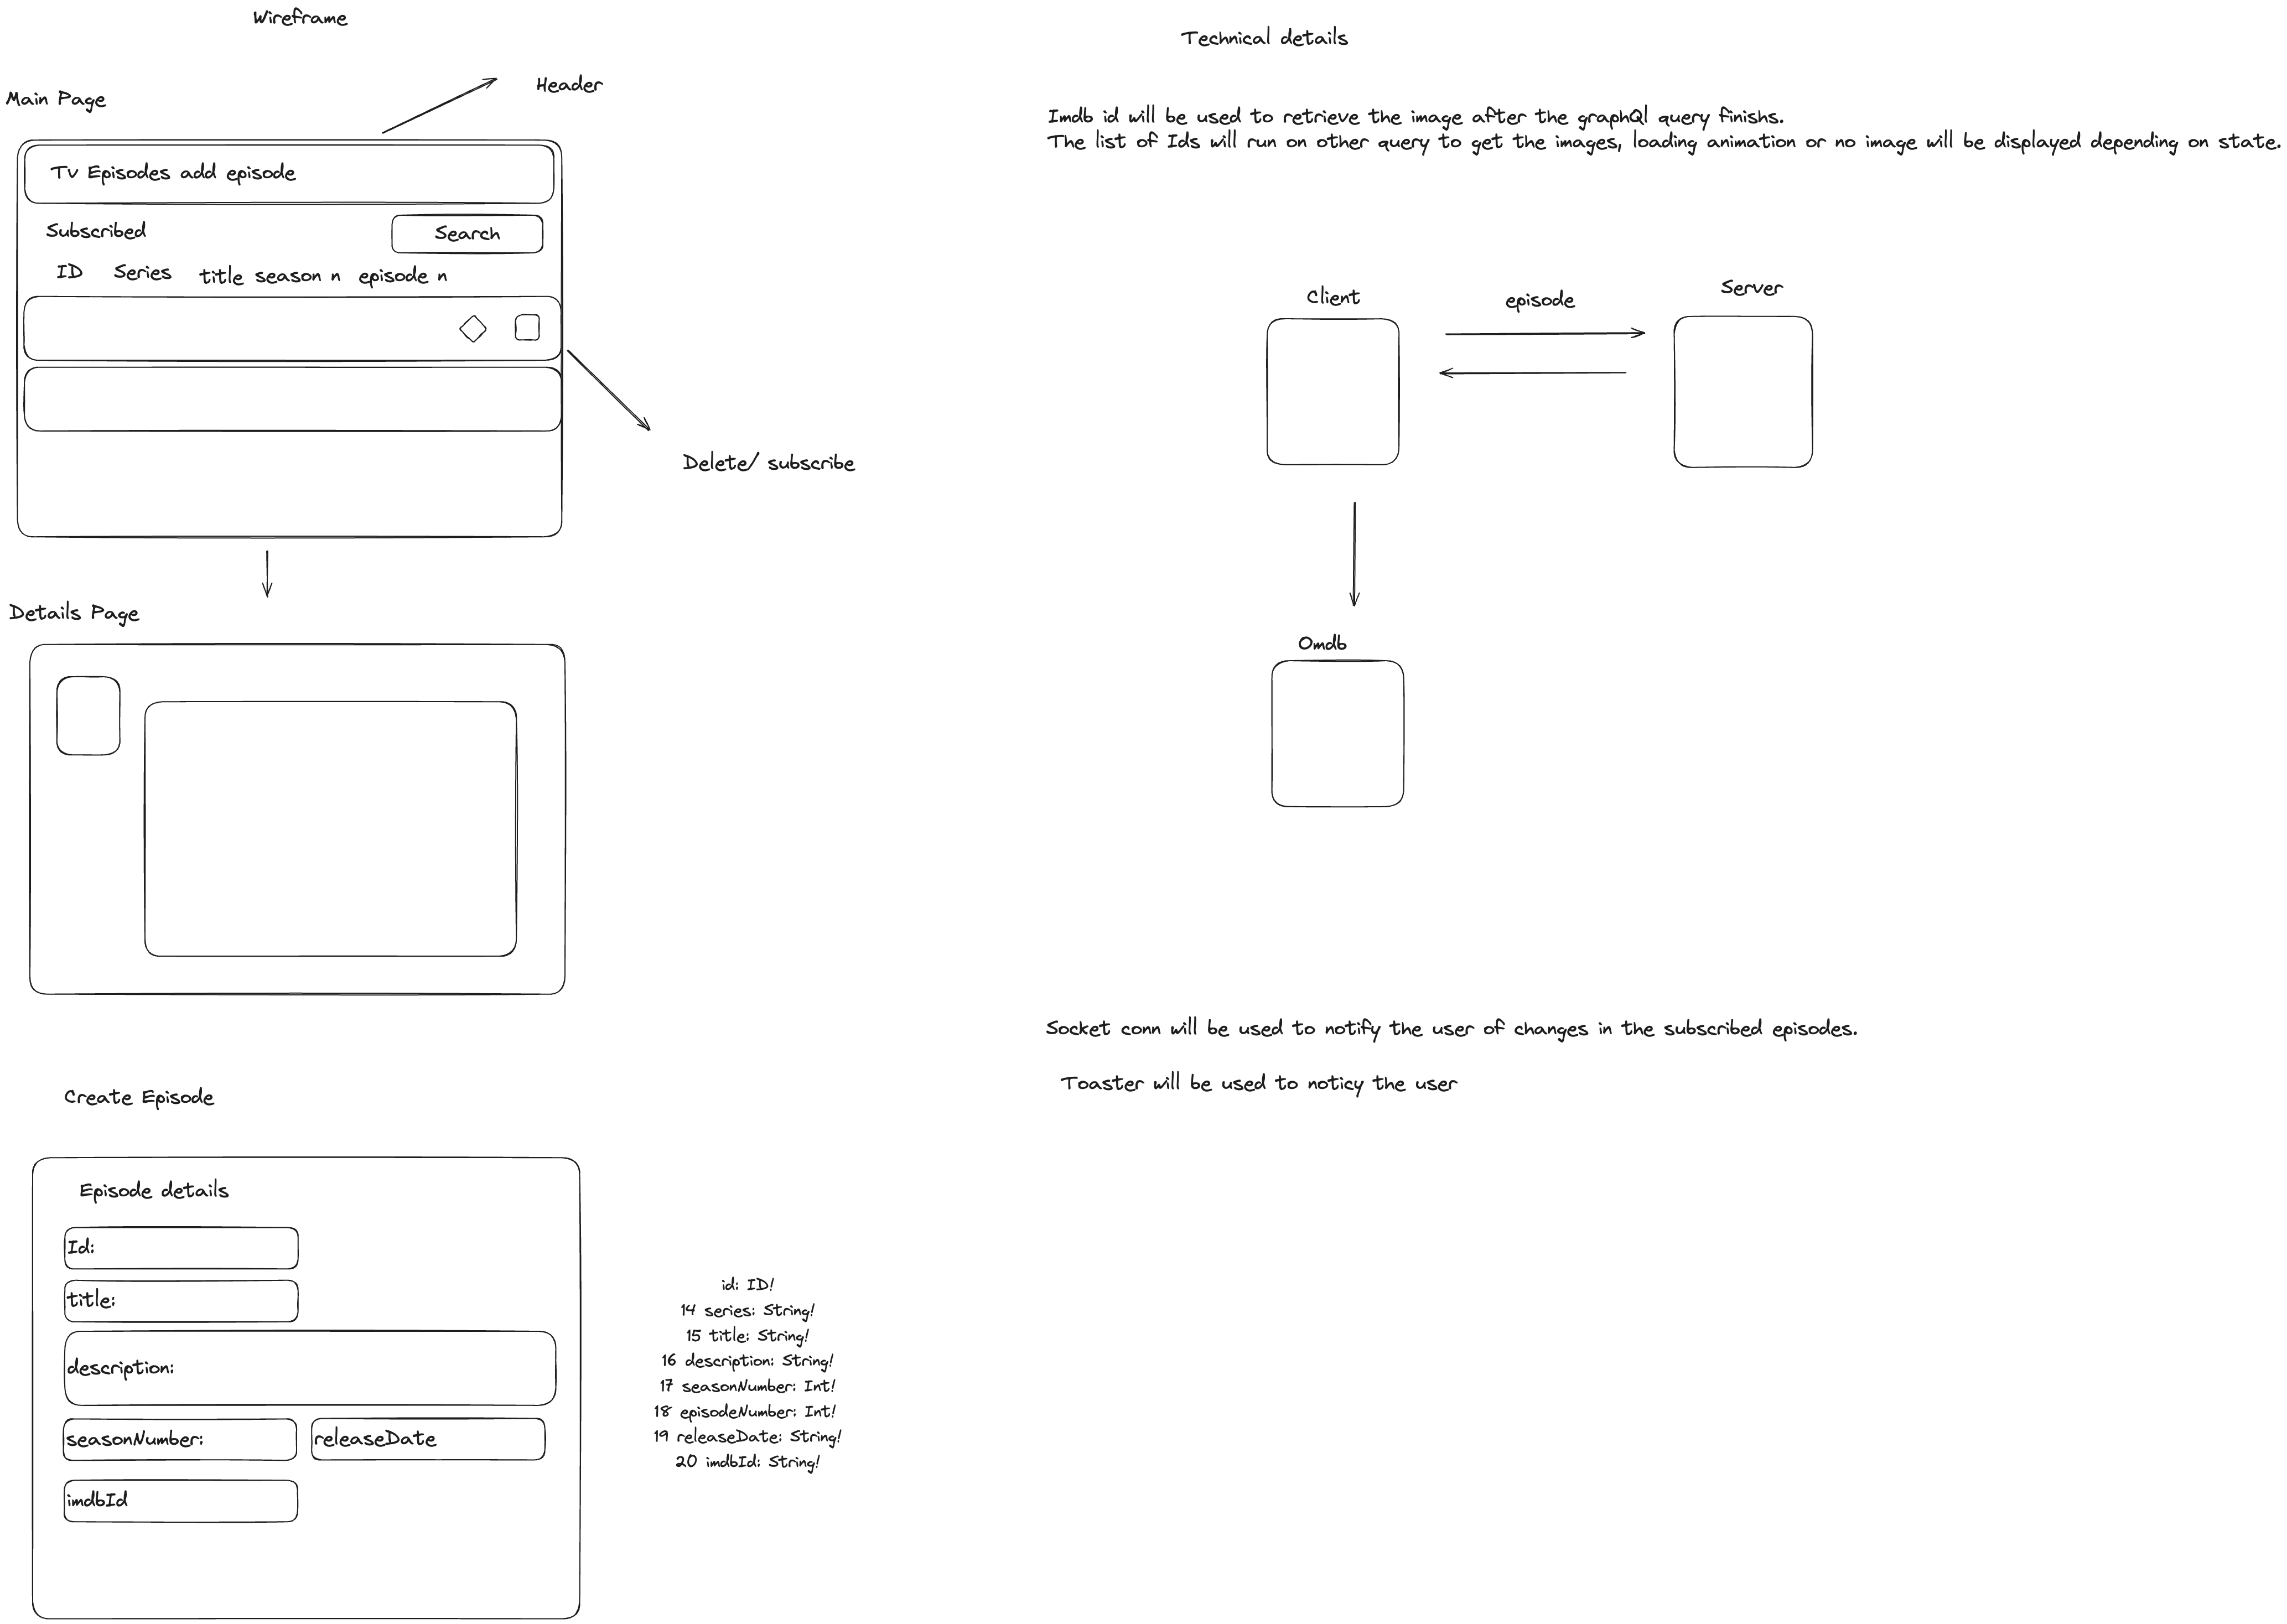 Wireframe
Main Page
Header
Tv Episodes add episode
Subscribed
Search
ID Series title season n episode n
Delete/ subscribe
Details Page
Create Episode
Episode details
Id:
title:
description:
seasonNumber:
releaseDate
imdbId
id: ID!
14 series: String!
15 title: String!
16 description: String!
17 seasonNumber: Int!
18 episodeNumber: Int!
19 releaseDate: String!
20 imdbId: String!
Technical details
Imdb id will be used to retrieve the image after the graphQl query finishs.
The list of Ids will run on other query to get the images, loading animation or no image will be displayed depending on state.
Client
episode
Server
Omdb
Socket conn will be used to notify the user of changes in the subscribed episodes.
Toaster will be used to noticy the user